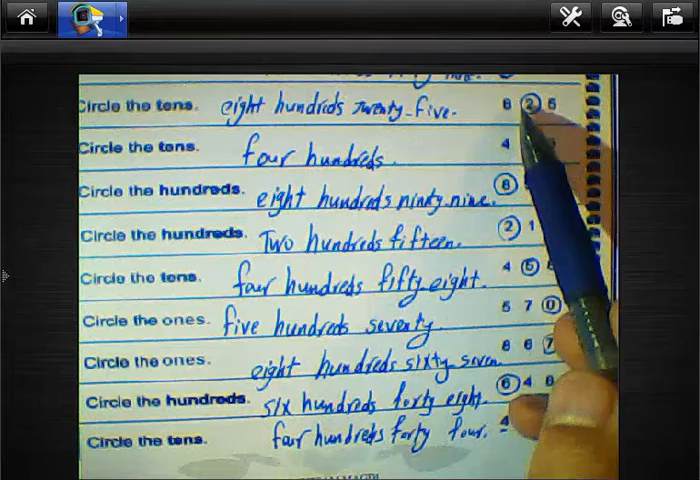 Circle the tens. eight hundreds Twenty-five. 8 2 5
Circle the tens. four hundreds. 4
Circle the hundreds. eight hundreds ninty-nine. 8
Circle the hundreds. Two hundreds fifteen. 2 1
Circle the tens. four hundreds fifty-eight. 4 5
Circle the ones. five hundreds seventy. 5 7 0
Circle the ones. eight hundreds sixty-seven. 8 6 7
Circle the hundreds. six hundreds forty eight. 6 4 8
Circle the tens. four hundreds forty four. 4